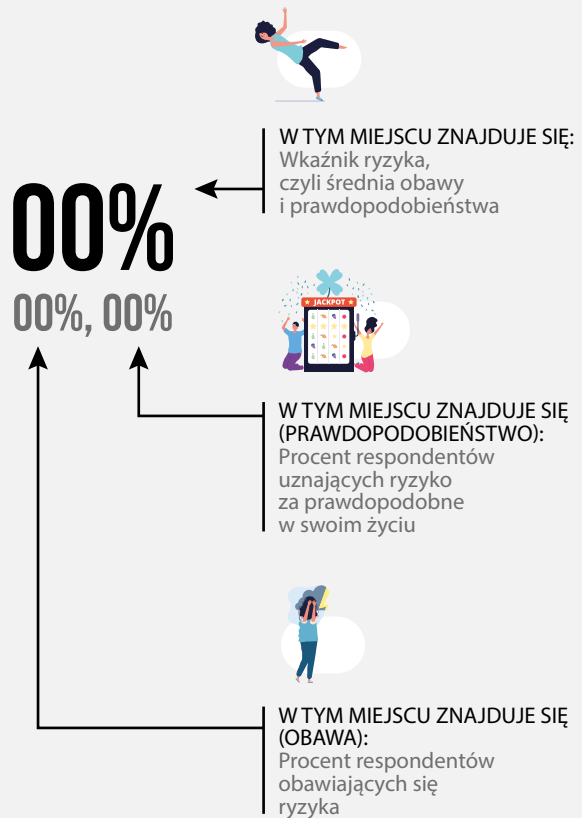 W TYM MIEJSCU ZNAJDUJE SIĘ:
Wkaźnik ryzyka,
czyli średnia obawy
i prawdopodobieństwa
00%
00%, 00%
JACKPOT
W TYM MIEJSCU ZNAJDUJE SIĘ
(PRAWDOPODOBIEŃSTWO):
Procent respondentów
uznających ryzyko
za prawdopodobne
w swoim życiu
W TYM MIEJSCU ZNAJDUJE SIĘ
(OBAWA):
Procent respondentów
obawiających się
ryzyka